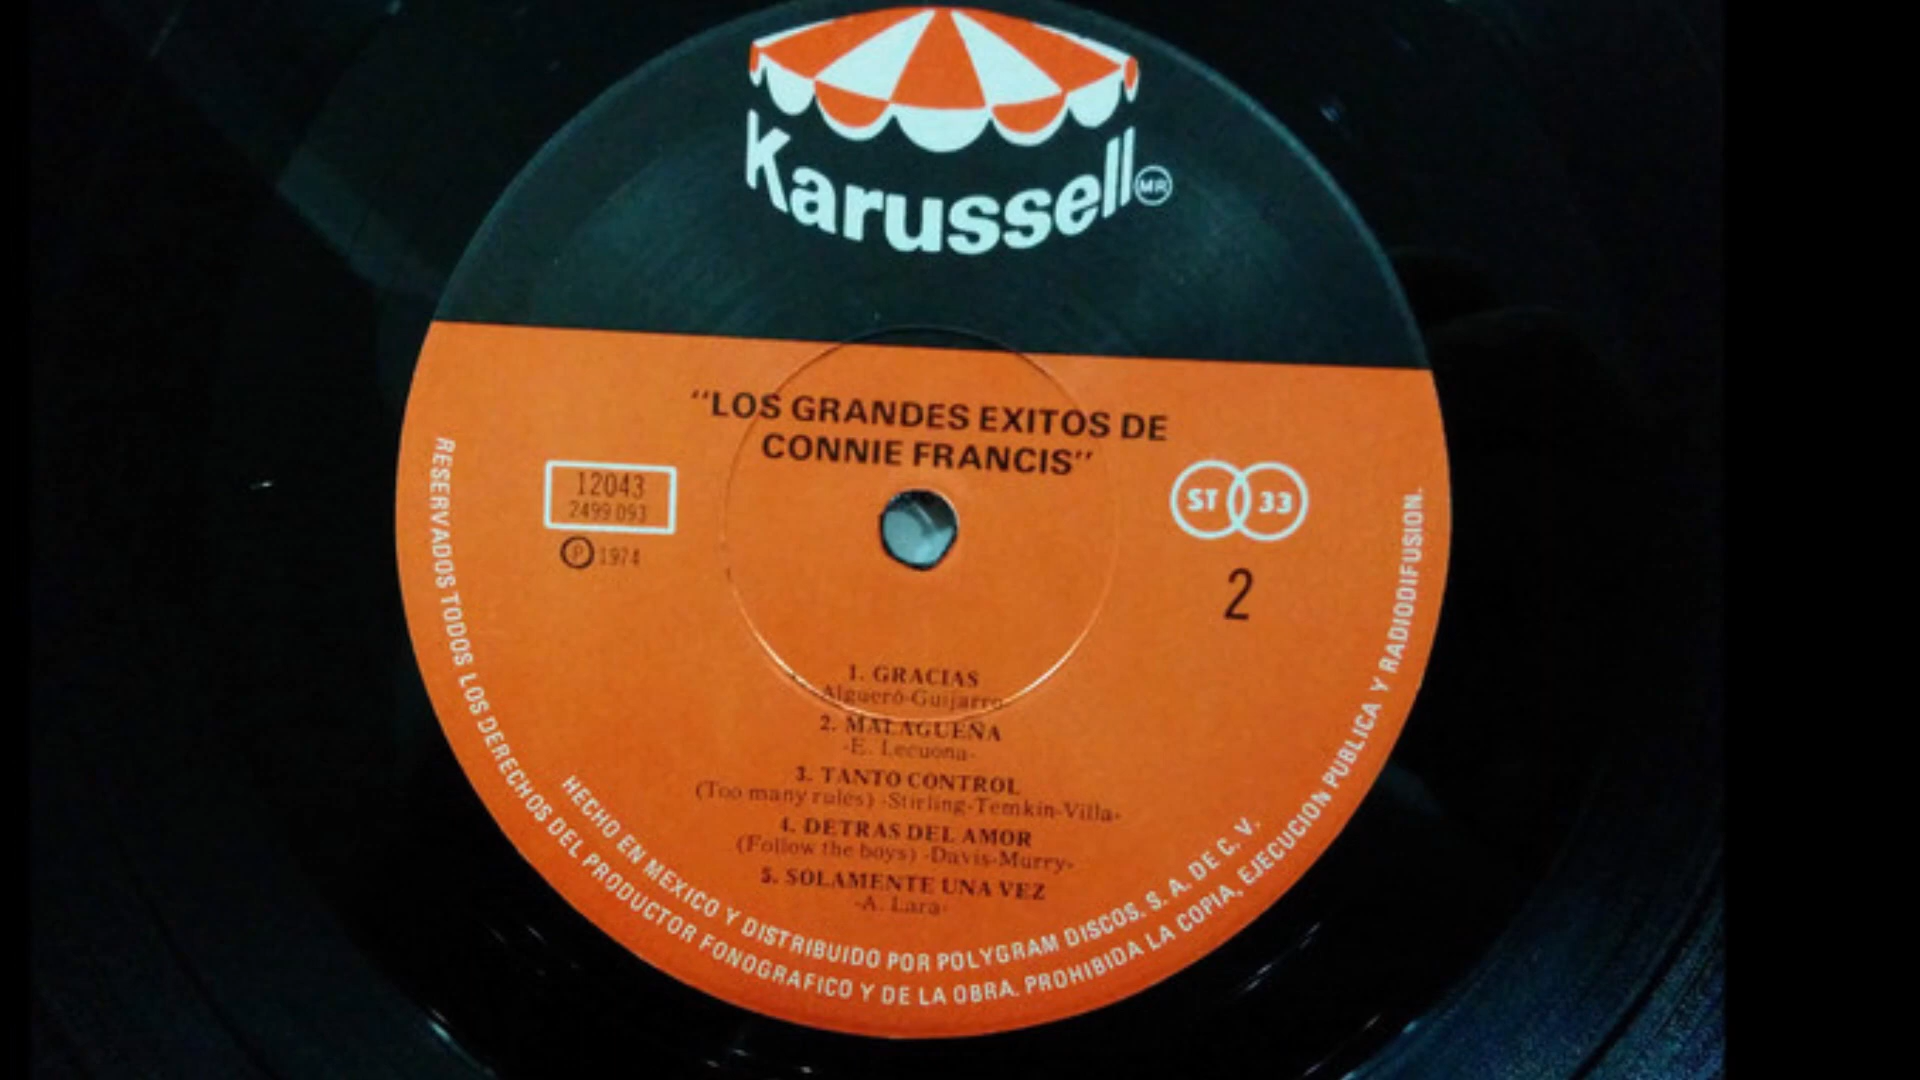 Karussell MR
"LOS GRANDES EXITOS DE
CONNIE FRANCIS"
12043
2499 093
℗ 1974
ST 33
2
1. GRACIAS
-Algueró-Guijarro-
2. MALAGUEÑA
-E. Lecuona-
3. TANTO CONTROL
(Too many rules) -Stirling-Temkin-Villa-
4. DETRAS DEL AMOR
(Follow the boys) -Davis-Murry-
5. SOLAMENTE UNA VEZ
-A. Lara-
HECHO EN MEXICO Y DISTRIBUIDO POR POLYGRAM DISCOS. S. A. DE C. V.
RESERVADOS TODOS LOS DERECHOS DEL PRODUCTOR FONOGRAFICO Y DE LA OBRA. PROHIBIDA LA COPIA, EJECUCION PUBLICA Y RADIODIFUSION.